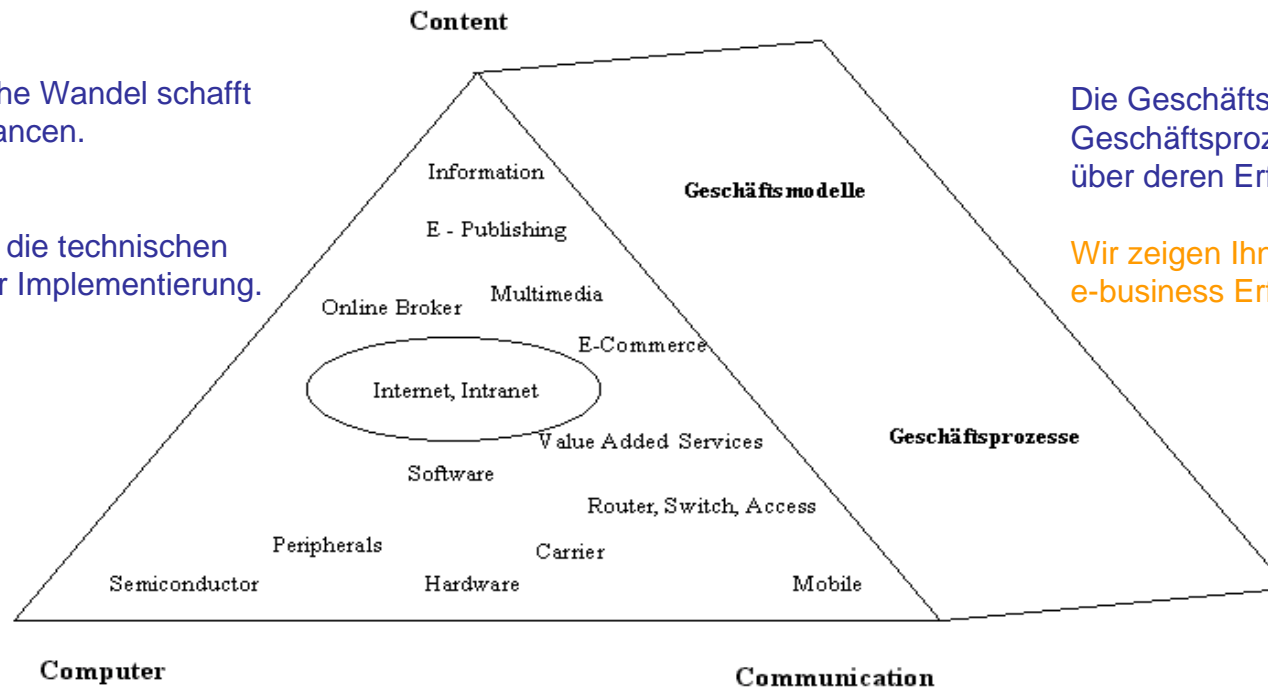 Content
he Wandel schafft
ancen.
die technischen
r Implementierung.
Information
E - Publishing
Multimedia
Online Broker
E-Commerce
Internet, Intranet
Value Added Services
Software
Router, Switch, Access
Peripherals
Carrier
Semiconductor
Hardware
Mobile
Geschäftsmodelle
Geschäftsprozesse
Die Geschäfts
Geschäftsproz
über deren Erf
Wir zeigen Ihr
e-business Erf
Computer
Communication